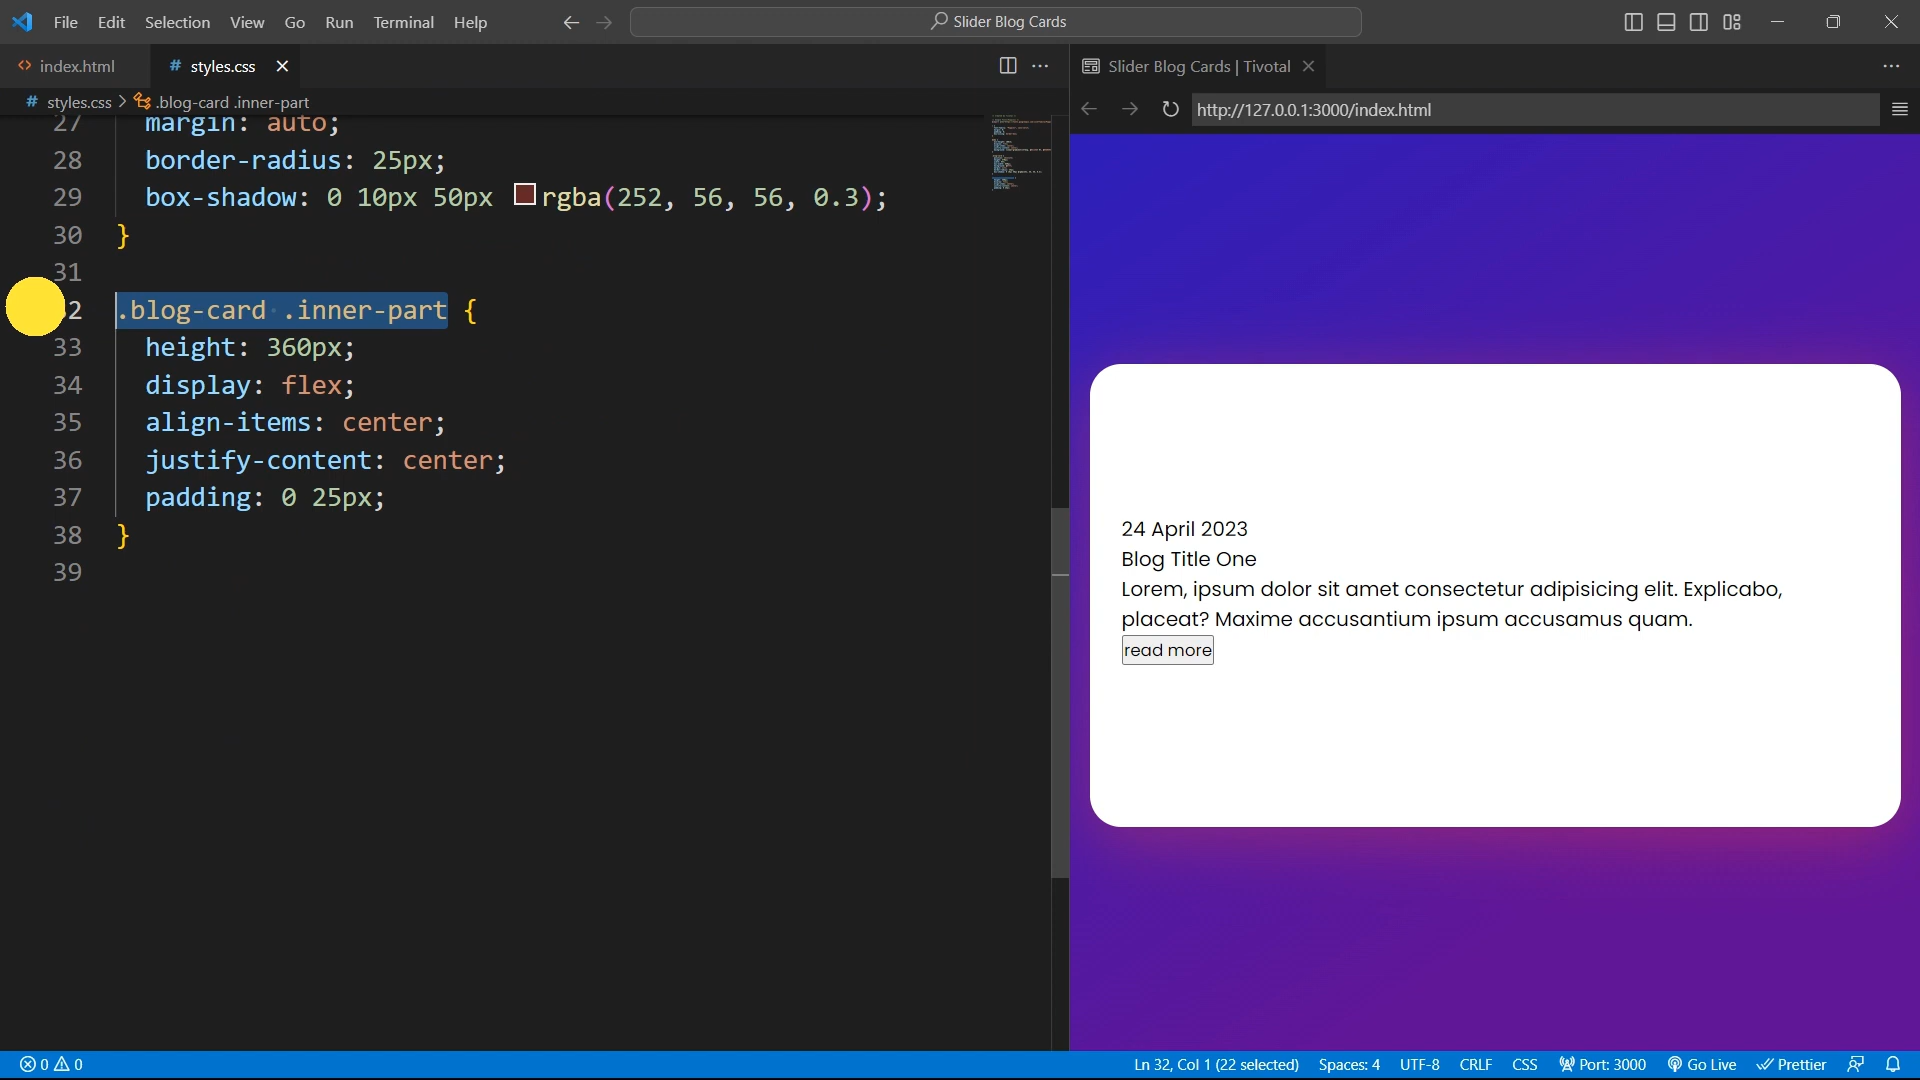 File Edit Selection View Go Run Terminal Help
Slider Blog Cards
index.html
# styles.css
Slider Blog Cards | Tivotal
# styles.css > .blog-card .inner-part
http://127.0.0.1:3000/index.html
27 margin: auto;
28 border-radius: 25px;
29 box-shadow: 0 10px 50px rgba(252, 56, 56, 0.3);
30 }
31
2 .blog-card .inner-part {
33 height: 360px;
34 display: flex;
35 align-items: center;
36 justify-content: center;
37 padding: 0 25px;
38 }
39
24 April 2023
Blog Title One
Lorem, ipsum dolor sit amet consectetur adipisicing elit. Explicabo,
placeat? Maxime accusantium ipsum accusamus quam.
read more
0 0
Ln 32, Col 1 (22 selected) Spaces: 4 UTF-8 CRLF CSS Port: 3000 Go Live Prettier